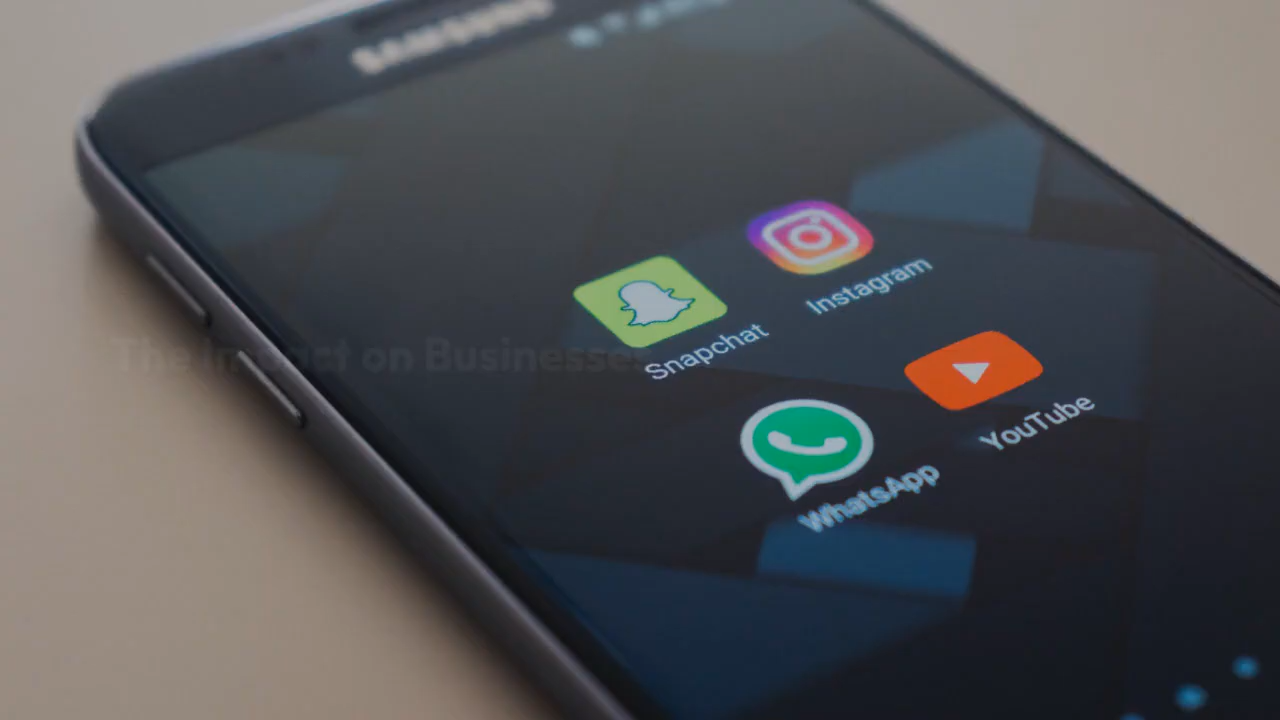 SAMSUNG
Instagram
Snapchat
The Impact on Businesses
YouTube
WhatsApp